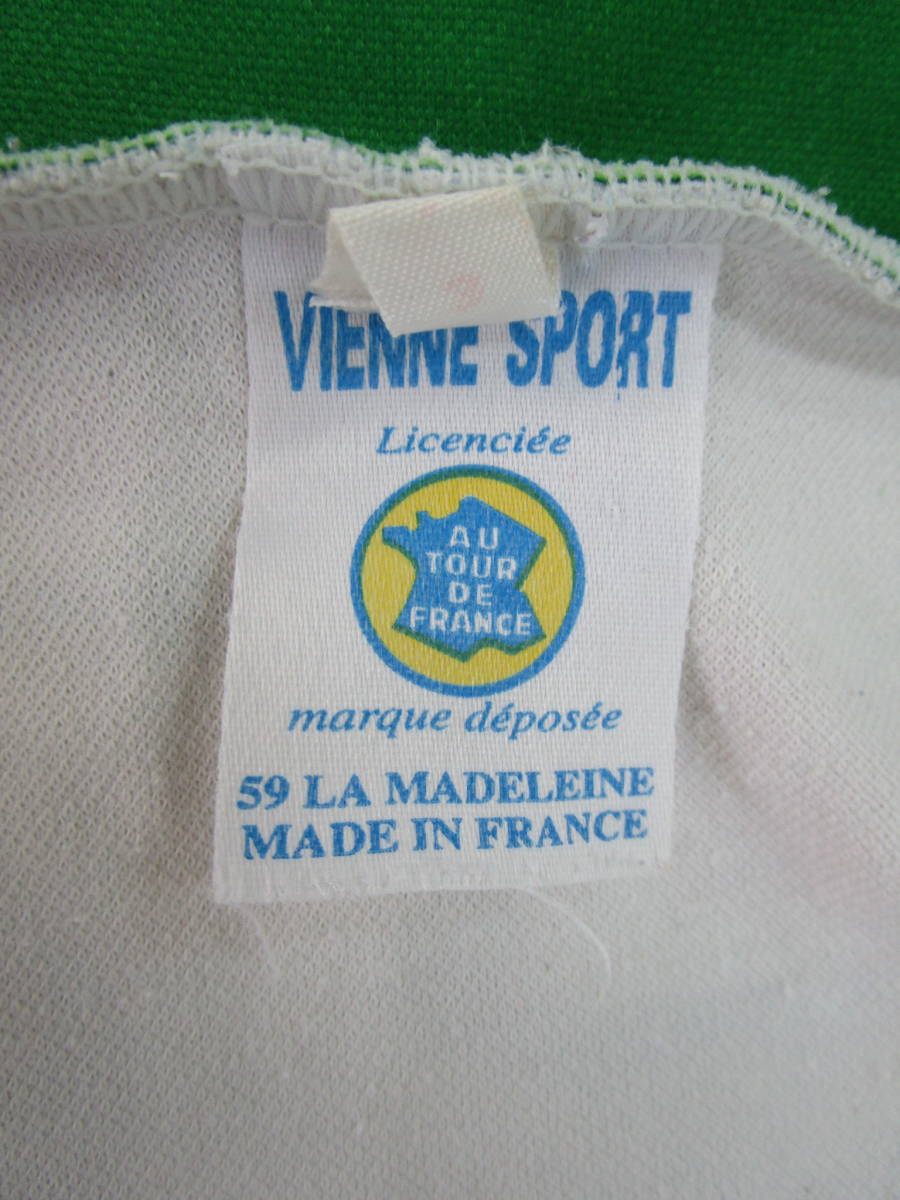 VIENNE SPORT
Licenciée
AU
TOUR
DE
FRANCE
marque déposée
59 LA MADELEINE
MADE IN FRANCE